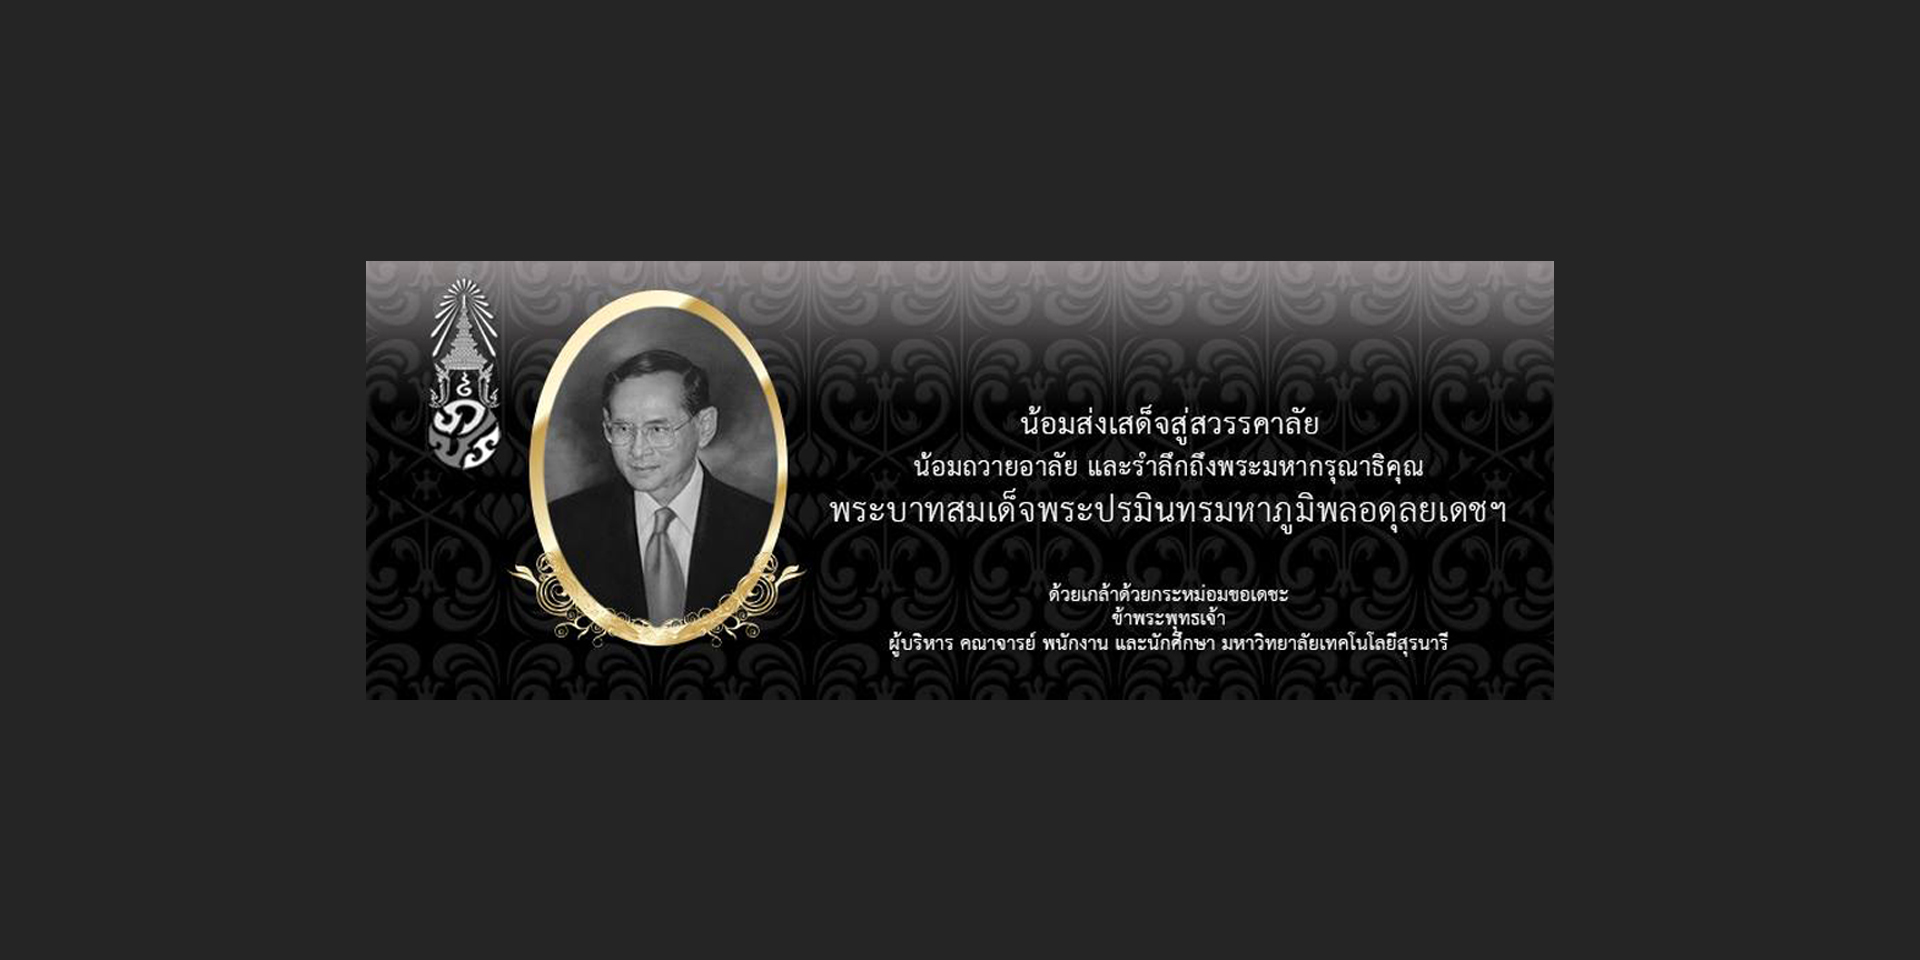 น้อมส่งเสด็จสู่สวรรคาลัย
น้อมถวายอาลัย และรำลึกถึงพระมหากรุณาธิคุณ
พระบาทสมเด็จพระปรมินทรมหาภูมิพลอดุลยเดชฯ
ด้วยเกล้าด้วยกระหม่อมขอเดชะ
ข้าพระพุทธเจ้า
ผู้บริหาร คณาจารย์ พนักงาน และนักศึกษา มหาวิทยาลัยเทคโนโลยีสุรนารี